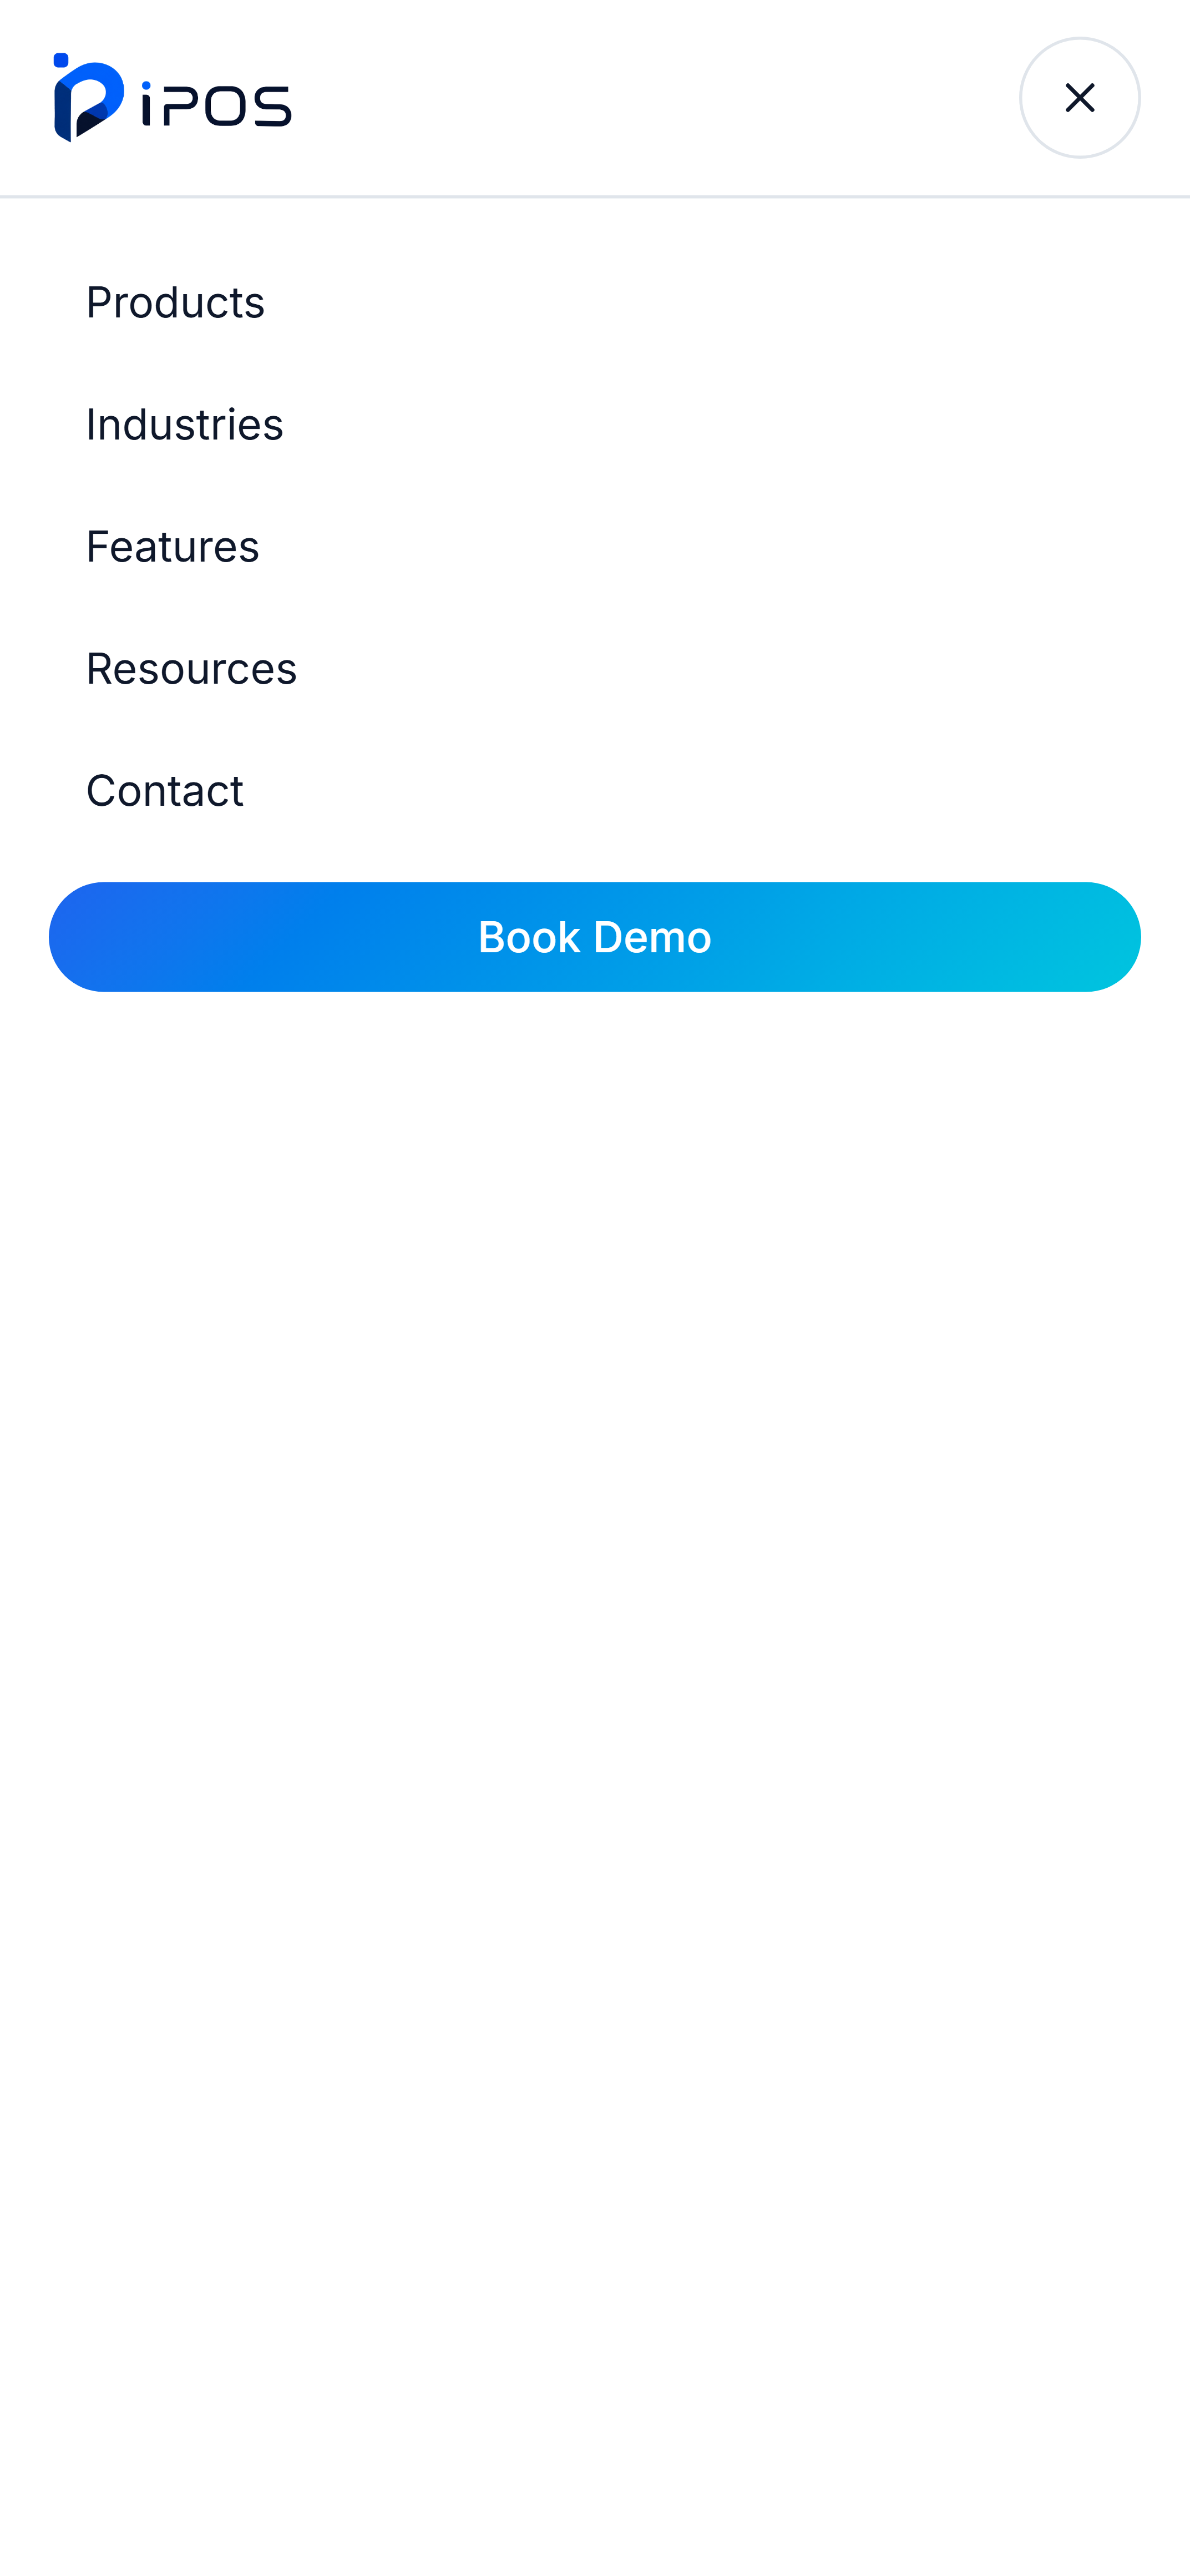 iPOS
Products
Industries
Features
Resources
Contact
Book Demo